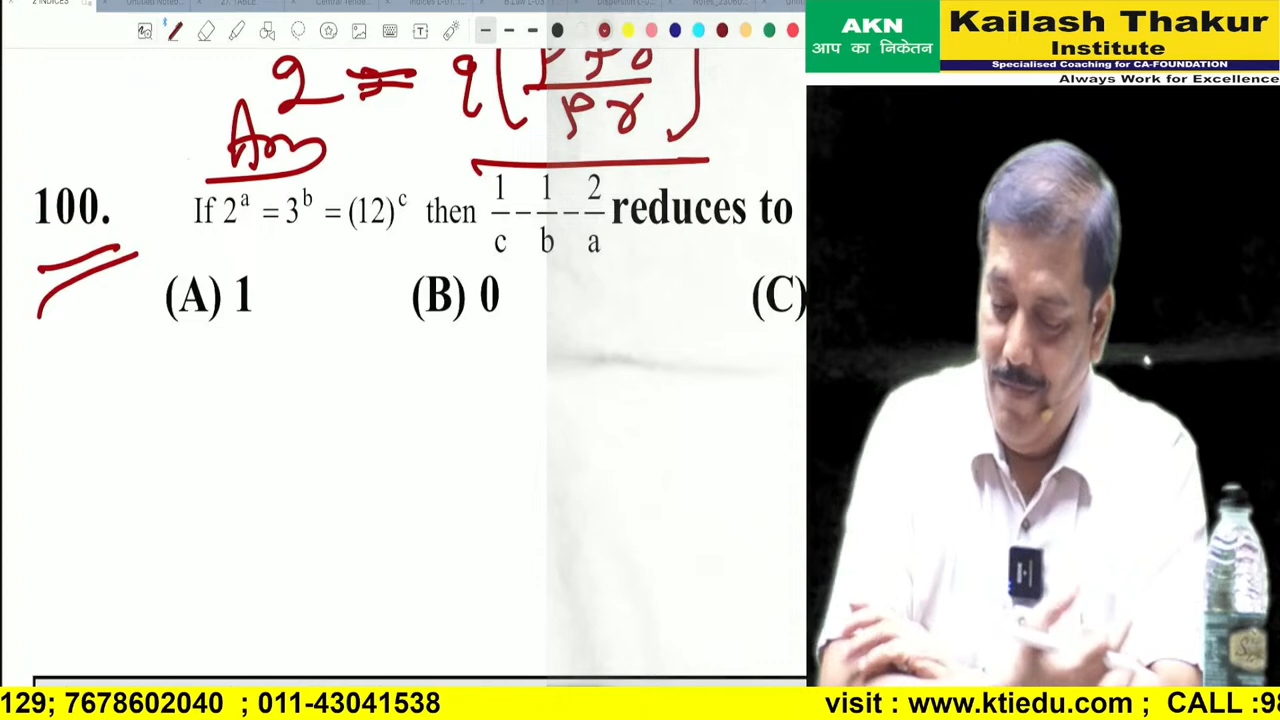 2 INDICES
AKN
आप का निकेतन
Kailash Thakur
Institute
Specialised Coaching for CA-FOUNDATION
Always Work for Excellence
Ans
100. If 2^a = 3^b = (12)^c then 1/c − 1/b − 2/a reduces to
(A) 1 (B) 0 (C)
129; 7678602040 ; 011-43041538 visit : www.ktiedu.com ; CALL :98